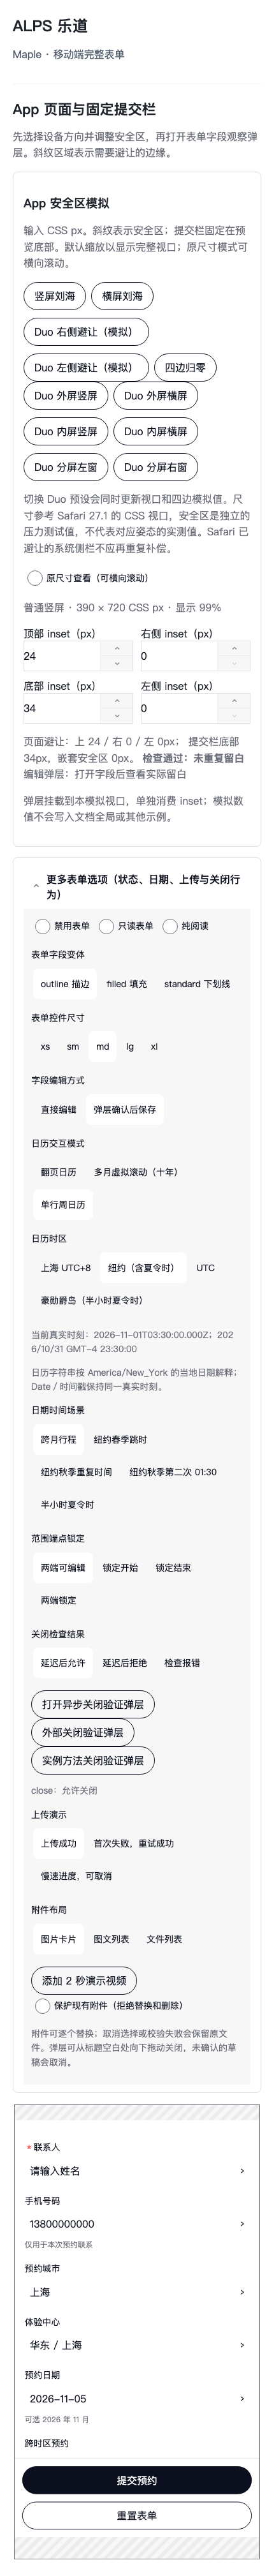 ALPS 乐道
Maple · 移动端完整表单
App 页面与固定提交栏
先选择设备方向并调整安全区，再打开表单字段观察弹
层。斜纹区域表示需要避让的边缘。
App 安全区模拟
输入 CSS px。斜纹表示安全区；提交栏固定在预
览底部。默认缩放以显示完整视口；原尺寸模式可
横向滚动。
竖屏刘海 横屏刘海
Duo 右侧避让（模拟）
Duo 左侧避让（模拟） 四边归零
Duo 外屏竖屏 Duo 外屏横屏
Duo 内屏竖屏 Duo 内屏横屏
Duo 分屏左窗 Duo 分屏右窗
切换 Duo 预设会同时更新视口和四边模拟值。尺
寸参考 Safari 27.1 的 CSS 视口，安全区是独立的
压力测试值，不代表对应姿态的实测值。Safari 已
避让的系统侧栏不应再重复补偿。
原尺寸查看（可横向滚动）
普通竖屏 · 390 × 720 CSS px · 显示 99%
顶部 inset（px） 右侧 inset（px）
24 0
底部 inset（px） 左侧 inset（px）
34 0
页面避让：上 24 / 右 0 / 左 0px； 提交栏底部
34px，嵌套安全区 0px。 检查通过：未重复留白
编辑弹层：打开字段后查看实际留白
弹层挂载到本模拟视口，单独消费 inset；模拟数
值不会写入文档全局或其他示例。
更多表单选项（状态、日期、上传与关闭行
为）
禁用表单 只读表单 纯阅读
表单字段变体
outline 描边 filled 填充 standard 下划线
表单控件尺寸
xs sm md lg xl
字段编辑方式
直接编辑 弹层确认后保存
日历交互模式
翻页日历 多月虚拟滚动（十年）
单行周日历
日历时区
上海 UTC+8 纽约（含夏令时） UTC
豪勋爵岛（半小时夏令时）
当前真实时刻：2026-11-01T03:30:00.000Z；202
6/10/31 GMT-4 23:30:00
日历字符串按 America/New_York 的当地日期解释；
Date / 时间戳保持同一真实时刻。
日期时间场景
跨月行程 纽约春季跳时
纽约秋季重复时间 纽约秋季第二次 01:30
半小时夏令时
范围端点锁定
两端可编辑 锁定开始 锁定结束
两端锁定
关闭检查结果
延迟后允许 延迟后拒绝 检查报错
打开异步关闭验证弹层
外部关闭验证弹层
实例方法关闭验证弹层
close：允许关闭
上传演示
上传成功 首次失败，重试成功
慢速进度，可取消
附件布局
图片卡片 图文列表 文件列表
添加 2 秒演示视频
保护现有附件（拒绝替换和删除）
附件可逐个替换；取消选择或校验失败会保留原文
件。弹层可从标题空白处向下拖动关闭，未确认的草
稿会取消。
* 联系人
请输入姓名
手机号码
13800000000
仅用于本次预约联系
预约城市
上海
体验中心
华东 / 上海
预约日期
2026-11-05
可选 2026 年 11 月
跨时区预约
提交预约
重置表单